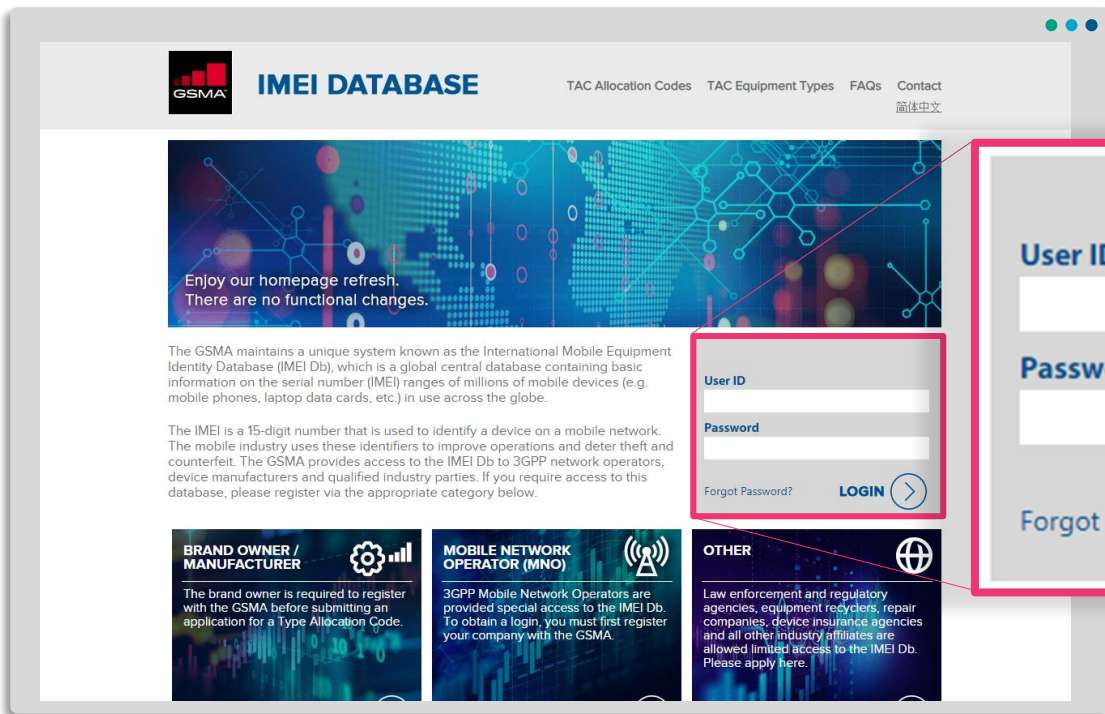 GSMA
IMEI DATABASE
TAC Allocation Codes TAC Equipment Types FAQs Contact
简体中文
Enjoy our homepage refresh.
There are no functional changes.
The GSMA maintains a unique system known as the International Mobile Equipment
Identity Database (IMEI Db), which is a global central database containing basic
information on the serial number (IMEI) ranges of millions of mobile devices (e.g.
mobile phones, laptop data cards, etc.) in use across the globe.
The IMEI is a 15-digit number that is used to identify a device on a mobile network.
The mobile industry uses these identifiers to improve operations and deter theft and
counterfeit. The GSMA provides access to the IMEI Db to 3GPP network operators,
device manufacturers and qualified industry parties. If you require access to this
database, please register via the appropriate category below.
User ID
Password
Forgot Password? LOGIN
User ID
Passw
Forgot
BRAND OWNER /
MANUFACTURER
The brand owner is required to register
with the GSMA before submitting an
application for a Type Allocation Code.
MOBILE NETWORK
OPERATOR (MNO)
3GPP Mobile Network Operators are
provided special access to the IMEI Db.
To obtain a login, you must first register
your company with the GSMA.
OTHER
Law enforcement and regulatory
agencies, equipment recyclers, repair
companies, device insurance agencies
and all other industry affiliates are
allowed limited access to the IMEI Db.
Please apply here.